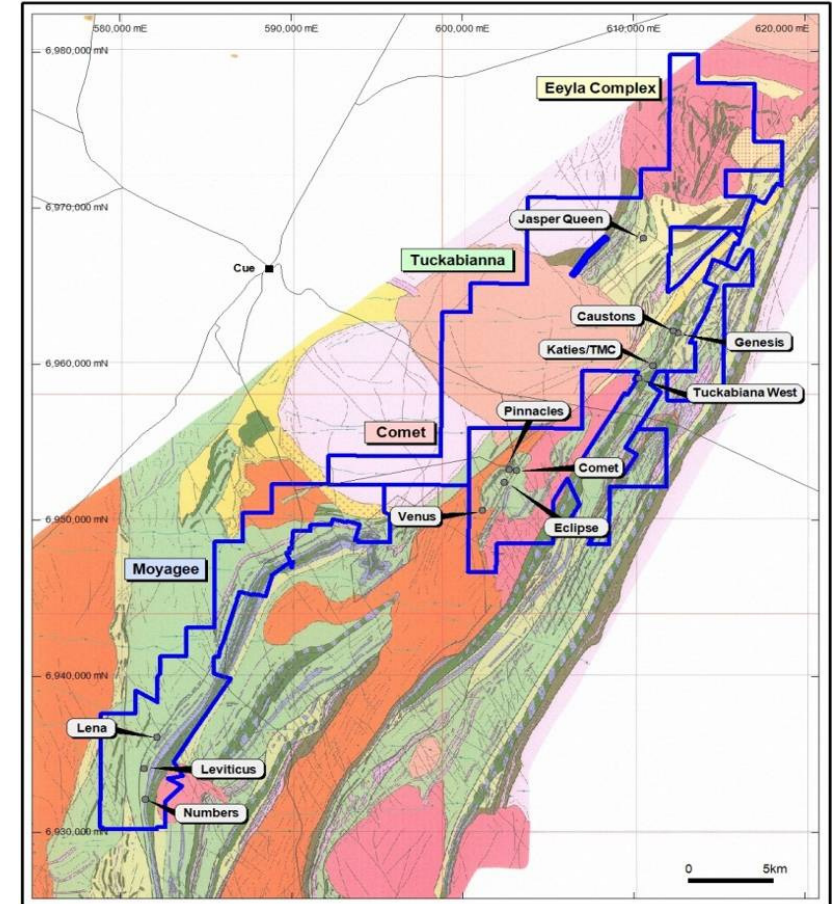 580,000 mE
590,000 mE
600,000 mE
610,000 mE
620,000 mE
6,980,000 mN
Eeyla Complex
6,970,000 mN
Jasper Queen
Tuckabianna
Cue
Caustons
Genesis
Katies/TMC
6,960,000 mN
Tuckabiana West
Pinnacles
Comet
Comet
Venus
6,950,000 mN
Eclipse
Moyagee
6,940,000 mN
Lena
Leviticus
Numbers
6,930,000 mN
0 5km